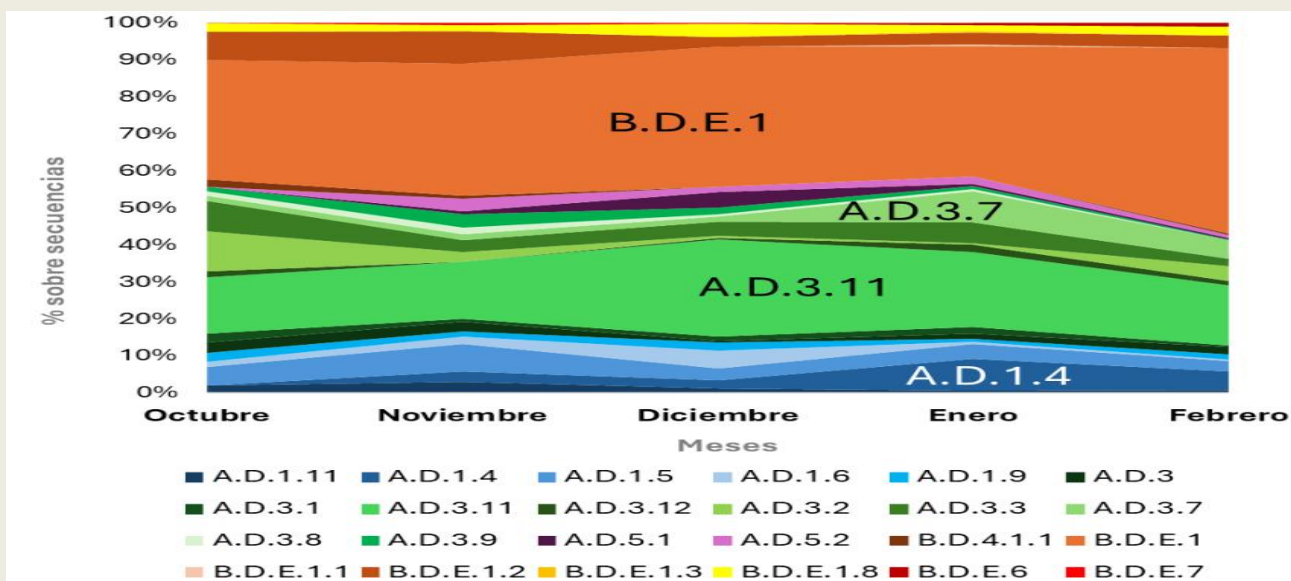 100%
90%
80%
70%
60%
50%
40%
30%
20%
10%
0%
% sobre secuencias
B.D.E.1
A.D.3.7
A.D.3.11
A.D.1.4
Octubre Noviembre Diciembre Enero Febrero
Meses
A.D.1.11 A.D.1.4 A.D.1.5 A.D.1.6 A.D.1.9 A.D.3
A.D.3.1 A.D.3.11 A.D.3.12 A.D.3.2 A.D.3.3 A.D.3.7
A.D.3.8 A.D.3.9 A.D.5.1 A.D.5.2 B.D.4.1.1 B.D.E.1
B.D.E.1.1 B.D.E.1.2 B.D.E.1.3 B.D.E.1.8 B.D.E.6 B.D.E.7